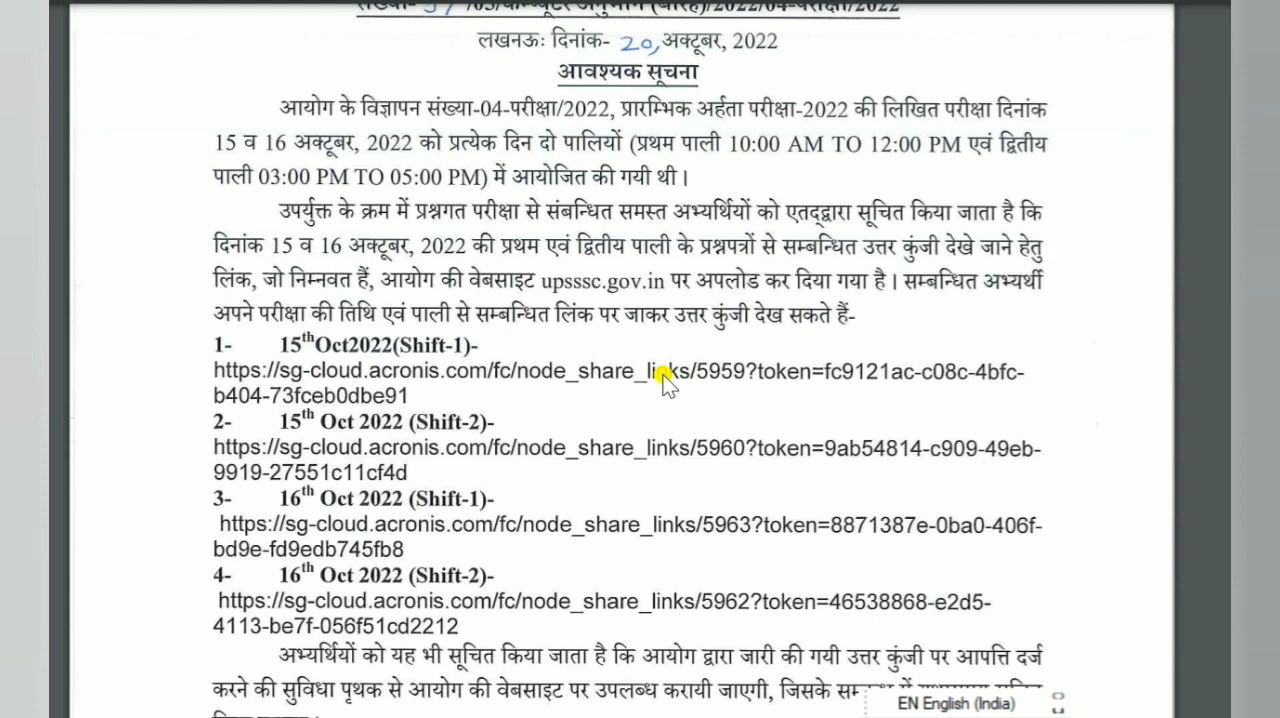 लखनऊः दिनांक- 20, अक्टूबर, 2022
आवश्यक सूचना
आयोग के विज्ञापन संख्या-04-परीक्षा/2022, प्रारम्भिक अर्हता परीक्षा-2022 की लिखित परीक्षा दिनांक
15 व 16 अक्टूबर, 2022 को प्रत्येक दिन दो पालियों (प्रथम पाली 10:00 AM TO 12:00 PM एवं द्वितीय
पाली 03:00 PM TO 05:00 PM) में आयोजित की गयी थी।
उपर्युक्त के क्रम में प्रश्नगत परीक्षा से संबन्धित समस्त अभ्यर्थियों को एतद्द्वारा सूचित किया जाता है कि
दिनांक 15 व 16 अक्टूबर, 2022 की प्रथम एवं द्वितीय पाली के प्रश्नपत्रों से सम्बन्धित उत्तर कुंजी देखे जाने हेतु
लिंक, जो निम्नवत हैं, आयोग की वेबसाइट upsssc.gov.in पर अपलोड कर दिया गया है। सम्बन्धित अभ्यर्थी
अपने परीक्षा की तिथि एवं पाली से सम्बन्धित लिंक पर जाकर उत्तर कुंजी देख सकते हैं-
1- 15thOct2022(Shift-1)-
https://sg-cloud.acronis.com/fc/node_share_links/5959?token=fc9121ac-c08c-4bfc-
b404-73fceb0dbe91
2- 15th Oct 2022 (Shift-2)-
https://sg-cloud.acronis.com/fc/node_share_links/5960?token=9ab54814-c909-49eb-
9919-27551c11cf4d
3- 16th Oct 2022 (Shift-1)-
https://sg-cloud.acronis.com/fc/node_share_links/5963?token=8871387e-0ba0-406f-
bd9e-fd9edb745fb8
4- 16th Oct 2022 (Shift-2)-
https://sg-cloud.acronis.com/fc/node_share_links/5962?token=46538868-e2d5-
4113-be7f-056f51cd2212
अभ्यर्थियों को यह भी सूचित किया जाता है कि आयोग द्वारा जारी की गयी उत्तर कुंजी पर आपत्ति दर्ज
करने की सुविधा पृथक से आयोग की वेबसाइट पर उपलब्ध करायी जाएगी, जिसके
EN English (India)